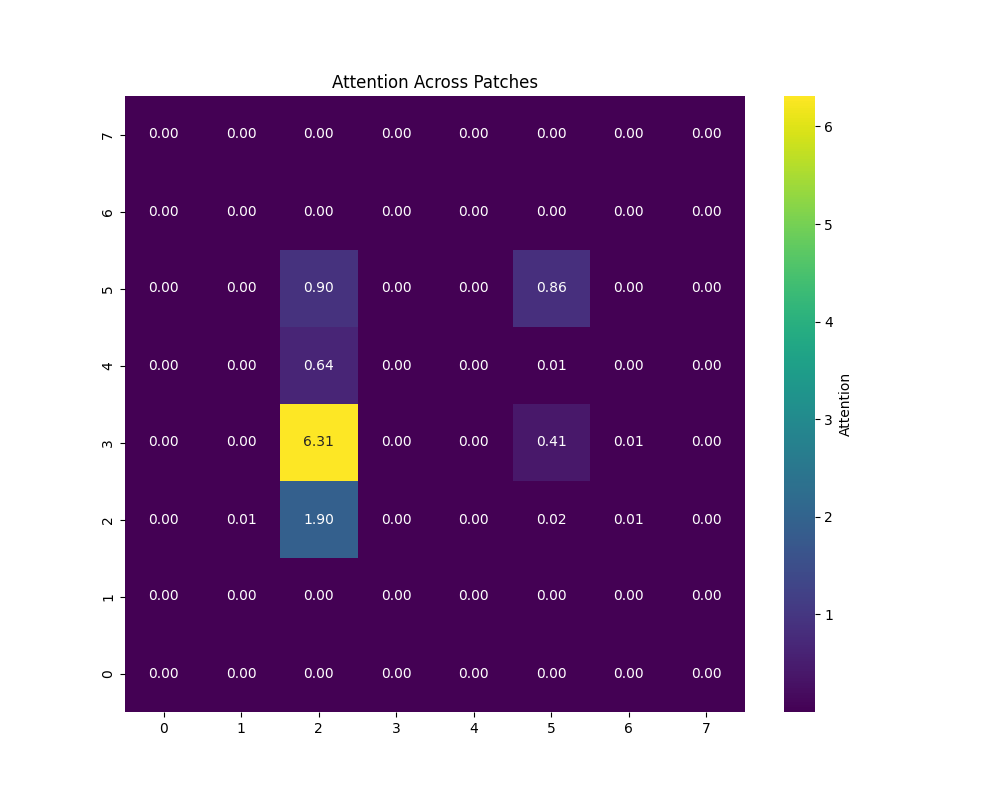 Attention Across Patches
7 0.00 0.00 0.00 0.00 0.00 0.00 0.00 0.00
6 0.00 0.00 0.00 0.00 0.00 0.00 0.00 0.00
5 0.00 0.00 0.90 0.00 0.00 0.86 0.00 0.00
4 0.00 0.00 0.64 0.00 0.00 0.01 0.00 0.00
3 0.00 0.00 6.31 0.00 0.00 0.41 0.01 0.00
2 0.00 0.01 1.90 0.00 0.00 0.02 0.01 0.00
1 0.00 0.00 0.00 0.00 0.00 0.00 0.00 0.00
0 0.00 0.00 0.00 0.00 0.00 0.00 0.00 0.00
0 1 2 3 4 5 6 7
6
5
4
3
2
1
Attention